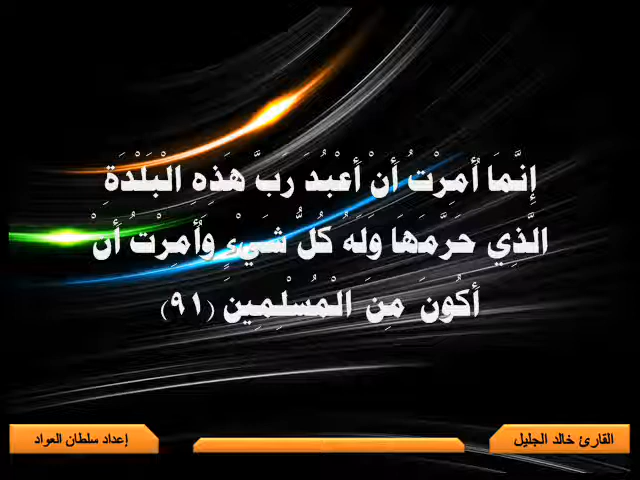 إِنَّمَا أُمِرْتُ أَنْ أَعْبُدَ رَبَّ هَذِهِ الْبَلْدَةِ
الَّذِي حَرَّمَهَا وَلَهُ كُلُّ شَيْءٍ وَأُمِرْتُ أَنْ
أَكُونَ مِنَ الْمُسْلِمِينَ (٩١)
القارئ خالد الجليل
إعداد سلطان العواد